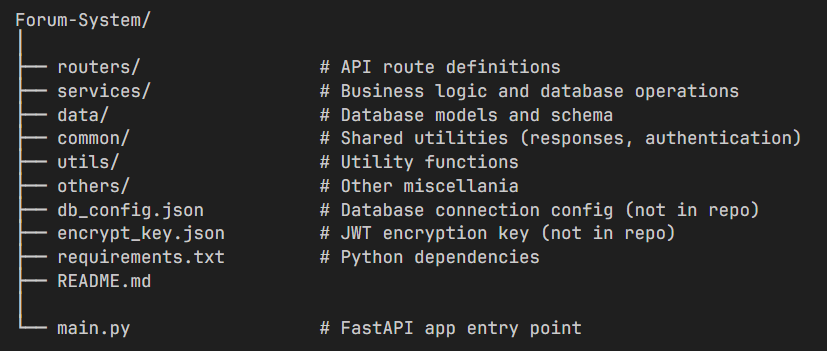 Forum-System/
│
├── routers/                 # API route definitions
├── services/                # Business logic and database operations
├── data/                    # Database models and schema
├── common/                  # Shared utilities (responses, authentication)
├── utils/                   # Utility functions
├── others/                  # Other miscellania
├── db_config.json           # Database connection config (not in repo)
├── encrypt_key.json         # JWT encryption key (not in repo)
├── requirements.txt         # Python dependencies
├── README.md
│
└── main.py                  # FastAPI app entry point